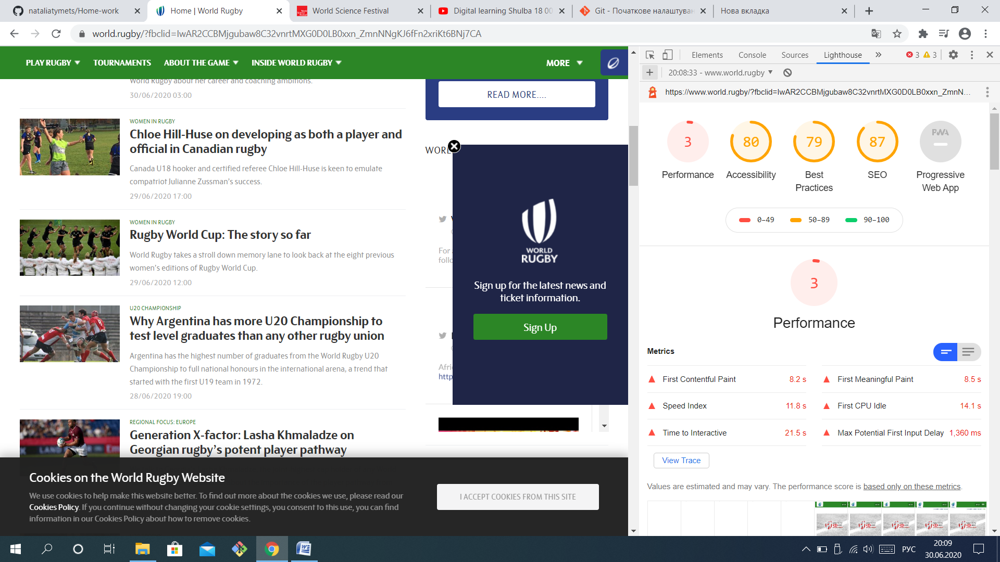 nataliatymets/Home-work
Home | World Rugby
World Science Festival
Digital learning Shulba 18 00
Git - Початкове налаштуван
Нова вкладка
world.rugby/?fbclid=IwAR2CCBMjgubaw8C32vnrtMXG0D0LB0xxn_ZmnNNgKJ6fFn2xriKt6BNj7CA
PLAY RUGBY
TOURNAMENTS
ABOUT THE GAME
INSIDE WORLD RUGBY
MORE
World Rugby about her career and coaching ambitions.
30/06/2020 03:00
WOMEN IN RUGBY
Chloe Hill-Huse on developing as both a player and
official in Canadian rugby
Canada U18 hooker and certified referee Chloe Hill-Huse is keen to emulate
compatriot Julianne Zussman's success.
29/06/2020 17:00
WOMEN IN RUGBY
Rugby World Cup: The story so far
World Rugby takes a stroll down memory lane to look back at the eight previous
women's editions of Rugby World Cup.
29/06/2020 12:00
U20 CHAMPIONSHIP
Why Argentina has more U20 Championship to
test level graduates than any other rugby union
Argentina has the highest number of graduates from the World Rugby U20
Championship to full national honours in the international arena, a trend that
started with the first U19 team in 1972.
28/06/2020 19:00
REGIONAL FOCUS: EUROPE
Generation X-factor: Lasha Khmaladze on
Georgian rugby's potent player pathway
READ MORE....
WORL
For
follo
Afri
http
WORLD
RUGBY
Sign up for the latest news and
ticket information.
Sign Up
Cookies on the World Rugby Website
We use cookies to help make this website better. To find out more about the cookies we use, please read our
Cookies Policy. If you continue without changing your cookie settings, you consent to this use, you can find
information in our Cookies Policy about how to remove cookies.
I ACCEPT COOKIES FROM THIS SITE
Elements
Console
Sources
Lighthouse
3
3
20:08:33 - www.world.rugby
https://www.world.rugby/?fbclid=IwAR2CCBMjgubaw8C32vnrtMXG0D0LB0xxn_ZmnN...
3
80
79
87
PWA
Performance
Accessibility
Best
Practices
SEO
Progressive
Web App
0–49
50–89
90–100
3
Performance
Metrics
First Contentful Paint 8.2 s
First Meaningful Paint 8.5 s
Speed Index 11.8 s
First CPU Idle 14.1 s
Time to Interactive 21.5 s
Max Potential First Input Delay 1,360 ms
View Trace
Values are estimated and may vary. The performance score is based only on these metrics.
РУС
20:09
30.06.2020